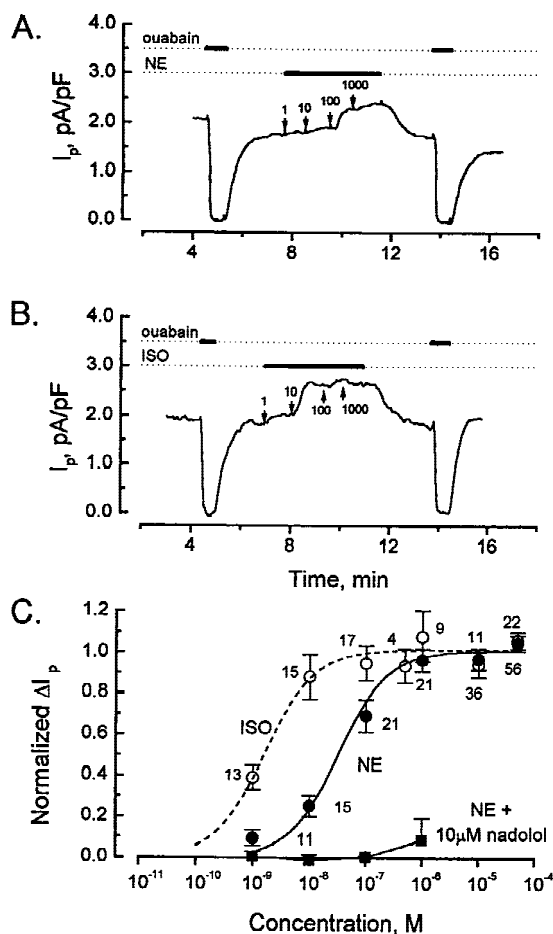 A.
4.0
ouabain
3.0
NE
1 10 100 1000
2.0
1.0
0.0
Ip, pA/pF
4 8 12 16
B.
4.0
ouabain
3.0
ISO
1 10 100 1000
2.0
1.0
0.0
Ip, pA/pF
4 8 12 16
Time, min
C.
1.2
1.0
0.8
0.6
0.4
0.2
0.0
Normalized ΔIp
13
15
17
4
9
11
22
ISO
21
36
56
21
NE
15
11
NE +
10μM nadolol
10⁻¹¹ 10⁻¹⁰ 10⁻⁹ 10⁻⁸ 10⁻⁷ 10⁻⁶ 10⁻⁵ 10⁻⁴
Concentration, M